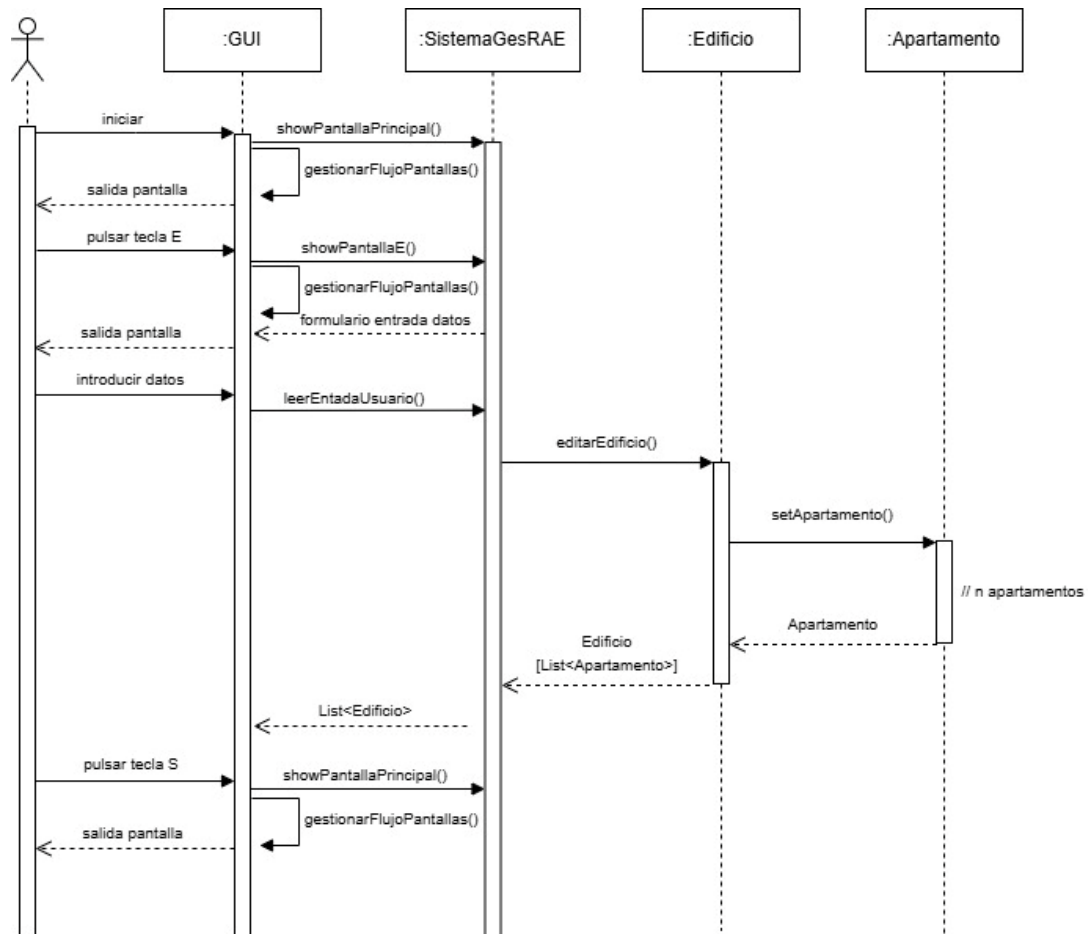 :GUI
:SistemaGesRAE
:Edificio
:Apartamento
iniciar
showPantallaPrincipal()
gestionarFlujoPantallas()
salida pantalla
pulsar tecla E
showPantallaE()
gestionarFlujoPantallas()
formulario entrada datos
salida pantalla
introducir datos
leerEntadaUsuario()
editarEdificio()
setApartamento()
// n apartamentos
Apartamento
Edificio
[List<Apartamento>]
List<Edificio>
pulsar tecla S
showPantallaPrincipal()
gestionarFlujoPantallas()
salida pantalla